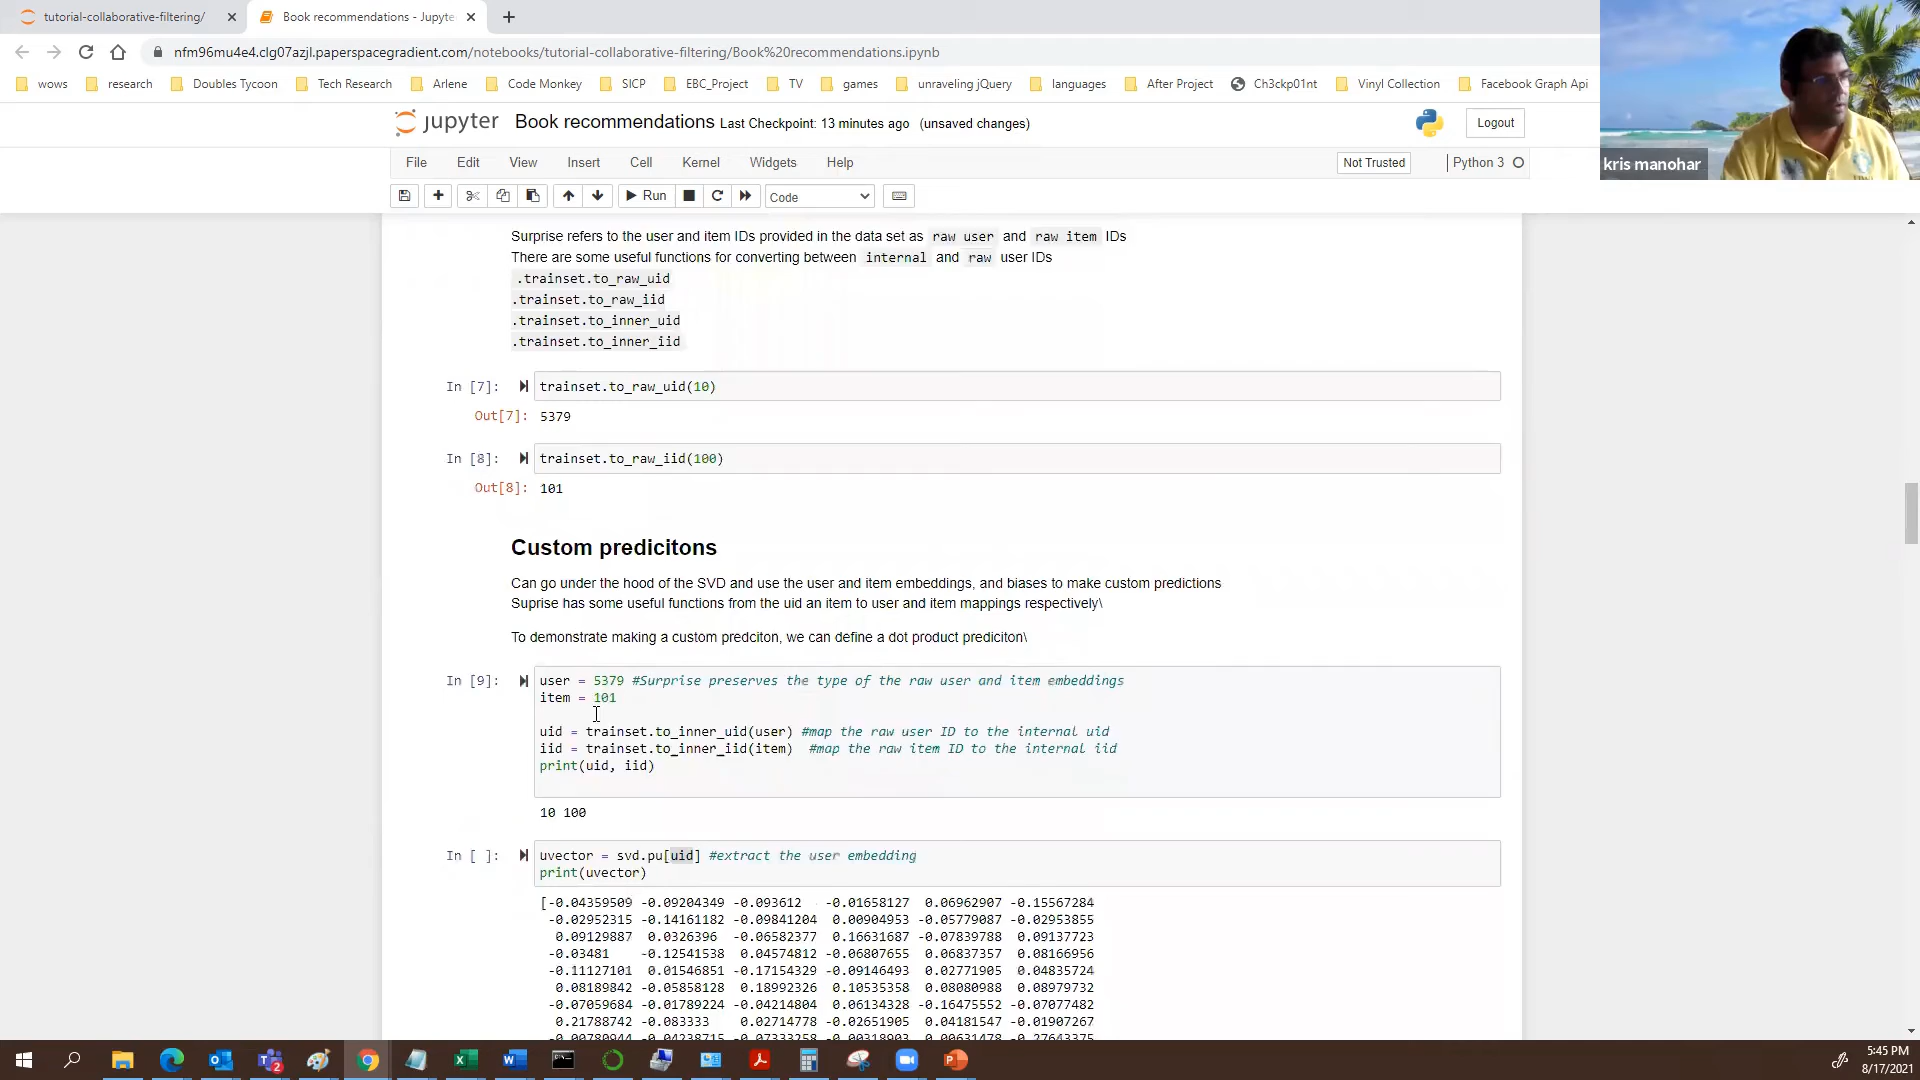 tutorial-collaborative-filtering/
Book recommendations - Jupyte
nfm96mu4e4.clg07azjl.paperspacegradient.com/notebooks/tutorial-collaborative-filtering/Book%20recommendations.ipynb
wows research Doubles Tycoon Tech Research Arlene Code Monkey SICP EBC_Project TV games unraveling jQuery languages After Project Ch3ckp01nt Vinyl Collection Facebook Graph Api
jupyter Book recommendations Last Checkpoint: 13 minutes ago (unsaved changes)
Logout
kris manohar
File Edit View Insert Cell Kernel Widgets Help
Not Trusted
Python 3
Run
Code
Surprise refers to the user and item IDs provided in the data set as raw user and raw item IDs
There are some useful functions for converting between internal and raw user IDs
.trainset.to_raw_uid
.trainset.to_raw_iid
.trainset.to_inner_uid
.trainset.to_inner_iid
In [7]: trainset.to_raw_uid(10)
Out[7]: 5379
In [8]: trainset.to_raw_iid(100)
Out[8]: 101
Custom predicitons
Can go under the hood of the SVD and use the user and item embeddings, and biases to make custom predictions
Suprise has some useful functions from the uid an item to user and item mappings respectively\
To demonstrate making a custom predciton, we can define a dot product prediciton\
In [9]: user = 5379 #Surprise preserves the type of the raw user and item embeddings
item = 101
uid = trainset.to_inner_uid(user) #map the raw user ID to the internal uid
iid = trainset.to_inner_iid(item) #map the raw item ID to the internal iid
print(uid, iid)
10 100
In [ ]: uvector = svd.pu[uid] #extract the user embedding
print(uvector)
[-0.04359509 -0.09204349 -0.093612 -0.01658127 0.06962907 -0.15567284
-0.02952315 -0.14161182 -0.09841204 0.00904953 -0.05779087 -0.02953855
0.09129887 0.0326396 -0.06582377 0.16631687 -0.07839788 0.09137723
-0.03481 -0.12541538 0.04574812 -0.06807655 0.06837357 0.08166956
-0.11127101 0.01546851 -0.17154329 -0.09146493 0.02771905 0.04835724
0.08189842 -0.05858128 0.18992326 0.10535358 0.08080988 0.08979732
-0.07059684 -0.01789224 -0.04214804 0.06134328 -0.16475552 -0.07077482
0.21788742 -0.083333 0.02714778 -0.02651905 0.04181547 -0.01907267
-0.00780944 -0.04238715 -0.07333258 -0.00318903 0.00631478 -0.27643375
5:45 PM
8/17/2021